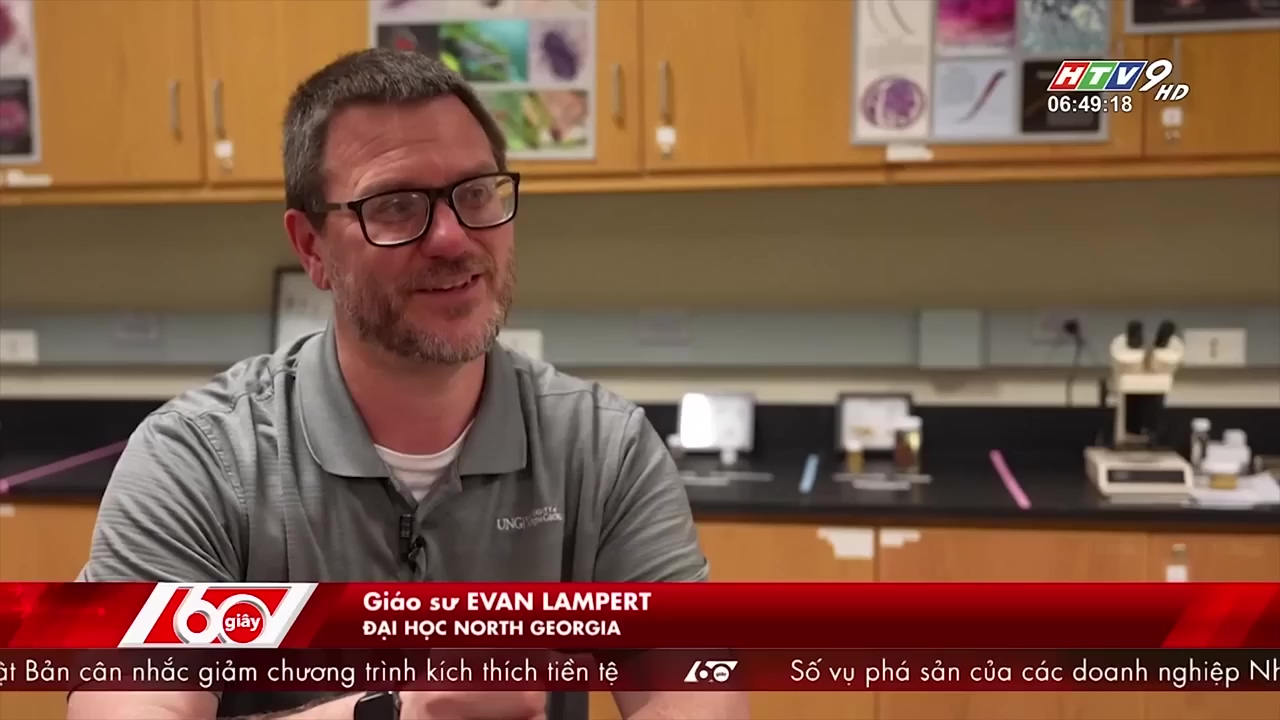 HTV9 HD
06:49:18
UNG
60 giây
Giáo sư EVAN LAMPERT
ĐẠI HỌC NORTH GEORGIA
ật Bản cân nhắc giảm chương trình kích thích tiền tệ
60
Số vụ phá sản của các doanh nghiệp Nh